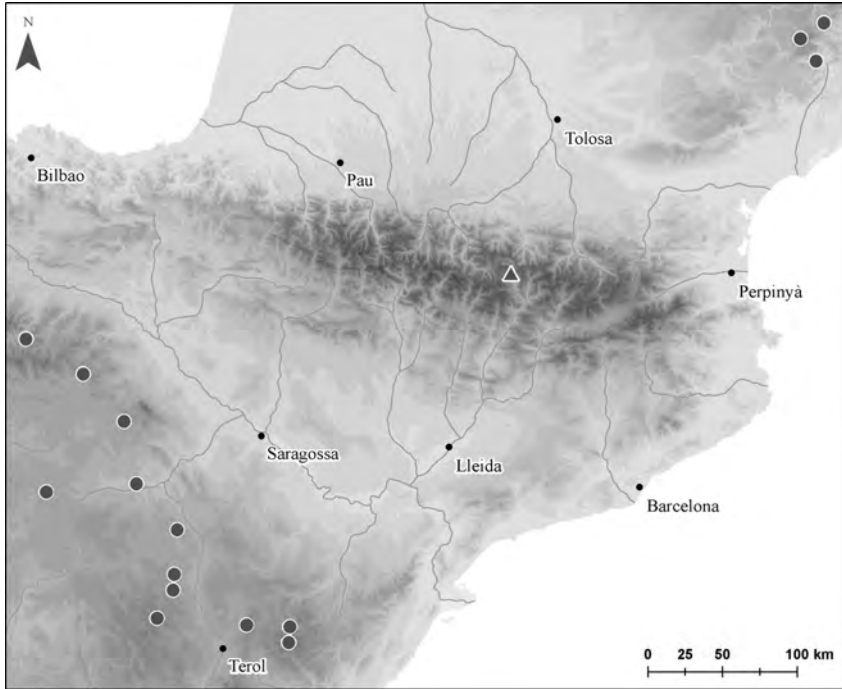 N
Tolosa
Bilbao
Pau
Perpinyà
Saragossa
Lleida
Barcelona
Terol
0 25 50 100 km